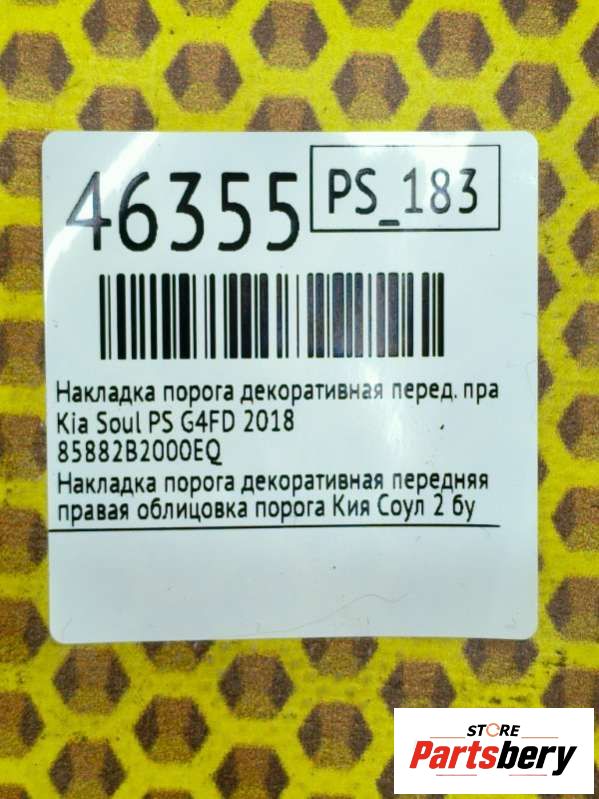 46355
PS_183
Накладка порога декоративная перед. пра
Kia Soul PS G4FD 2018
85882B2000EQ
Накладка порога декоративная передняя
правая облицовка порога Кия Соул 2 бу
STORE
Partsbery